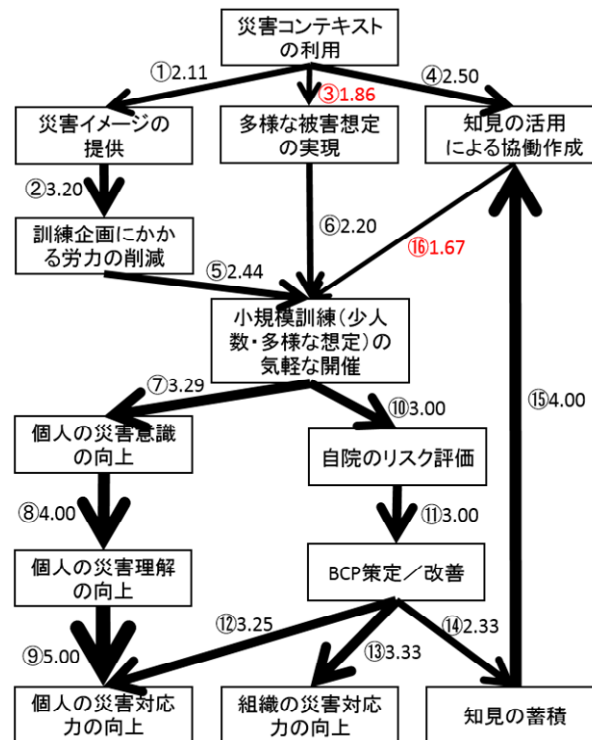 災害コンテキスト
の利用
①2.11
③1.86
④2.50
災害イメージの
提供
多様な被害想定
の実現
知見の活用
による協働作成
②3.20
⑥2.20
⑯1.67
訓練企画にかか
る労力の削減
⑤2.44
小規模訓練(少人
数・多様な想定)の
気軽な開催
⑦3.29
⑩3.00
⑮4.00
個人の災害意識
の向上
自院のリスク評価
⑧4.00
⑪3.00
個人の災害理解
の向上
BCP策定/改善
⑨5.00
⑫3.25
⑬3.33
⑭2.33
個人の災害対応
力の向上
組織の災害対応
力の向上
知見の蓄積